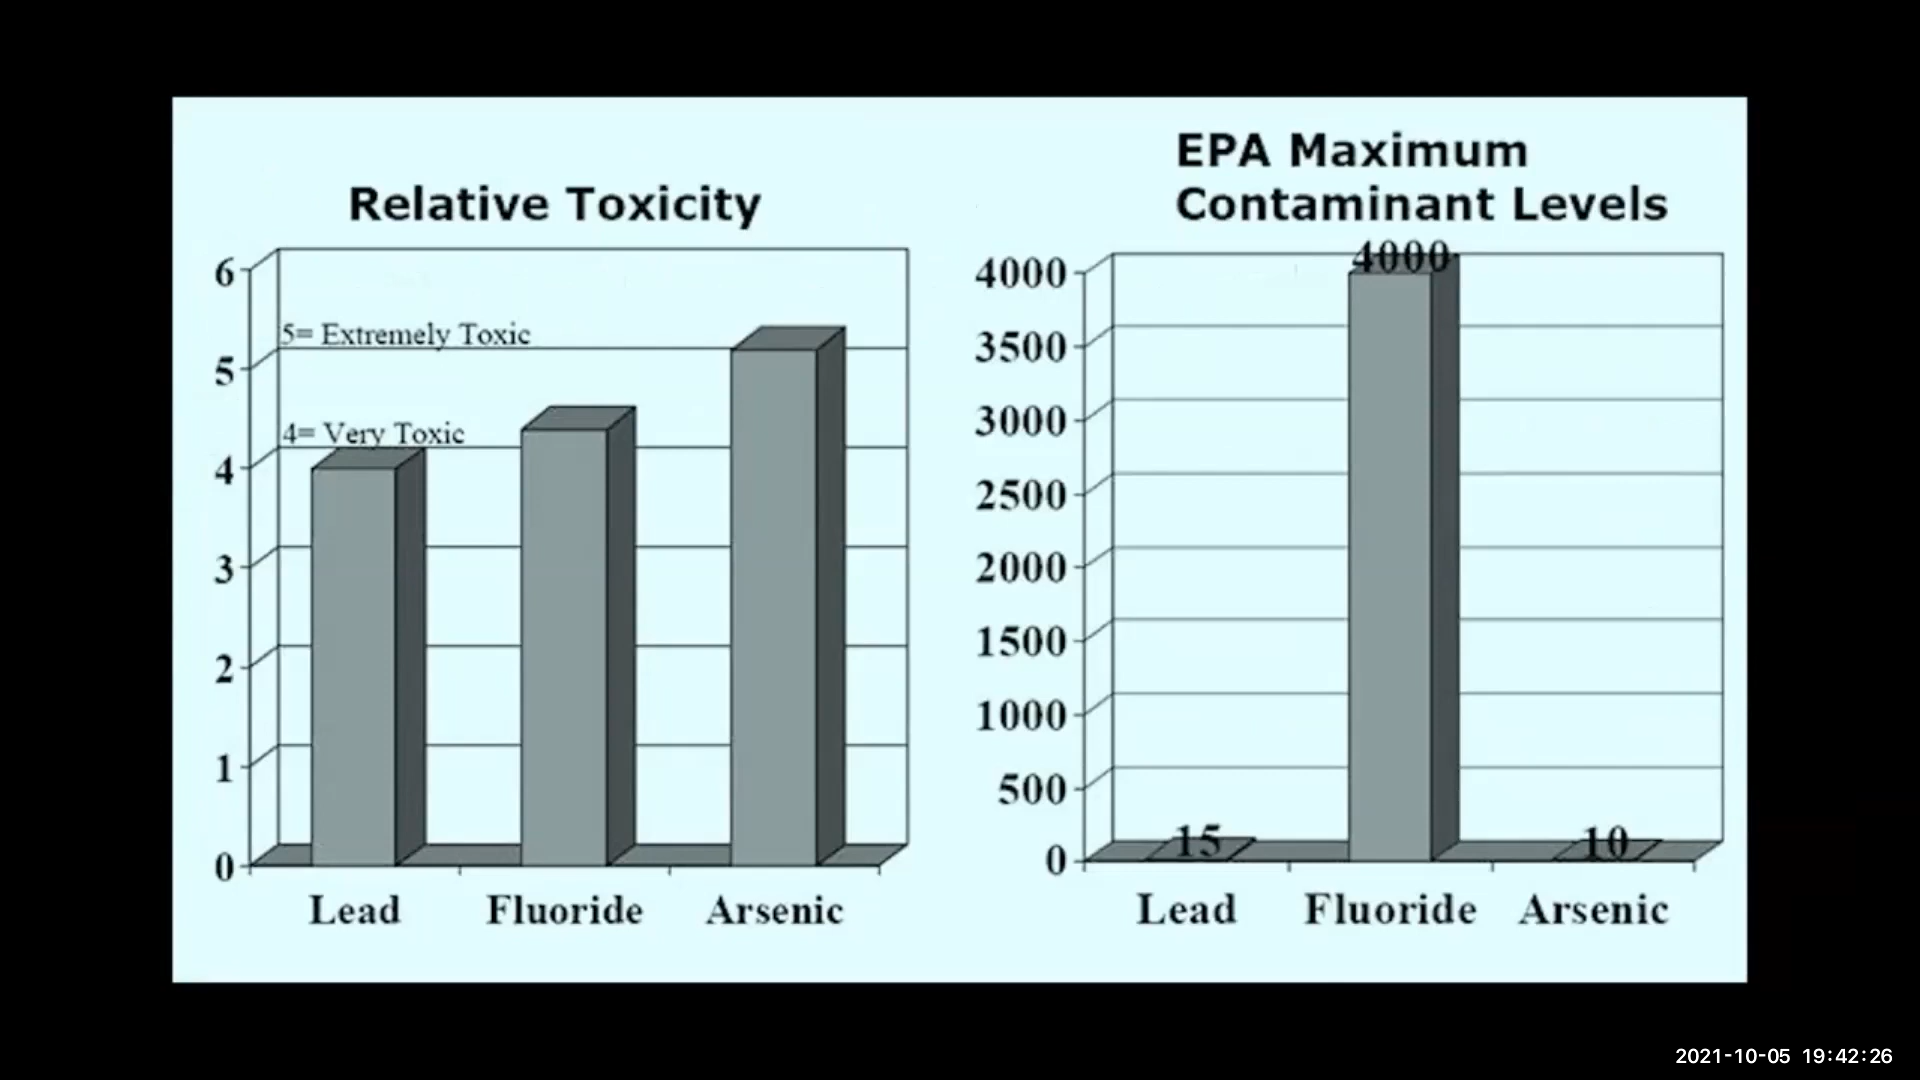 Relative Toxicity
6
5= Extremely Toxic
5
4= Very Toxic
4
3
2
1
0
Lead Fluoride Arsenic
EPA Maximum
Contaminant Levels
4000
4000
3500
3000
2500
2000
1500
1000
500
15
10
0
Lead Fluoride Arsenic
2021-10-05 19:42:26